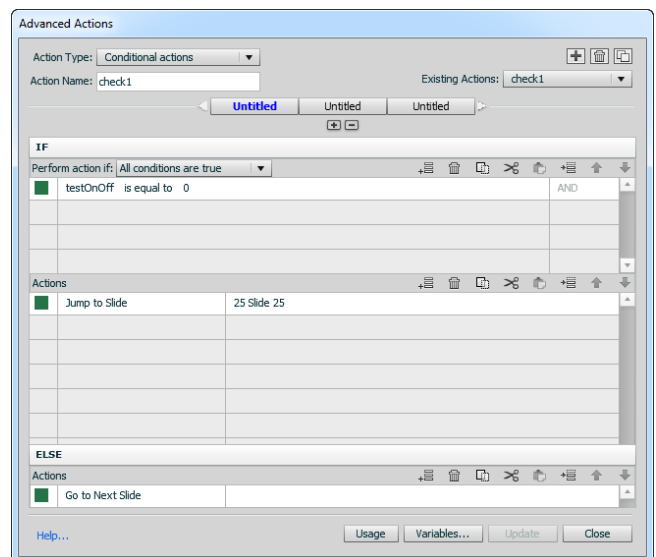 Advanced Actions
Action Type: Conditional actions
Action Name: check1
Existing Actions: check1
Untitled Untitled Untitled
IF
Perform action if: All conditions are true
testOnOff is equal to 0 AND
Actions
Jump to Slide 25 Slide 25
ELSE
Actions
Go to Next Slide
Help... Usage Variables... Update Close